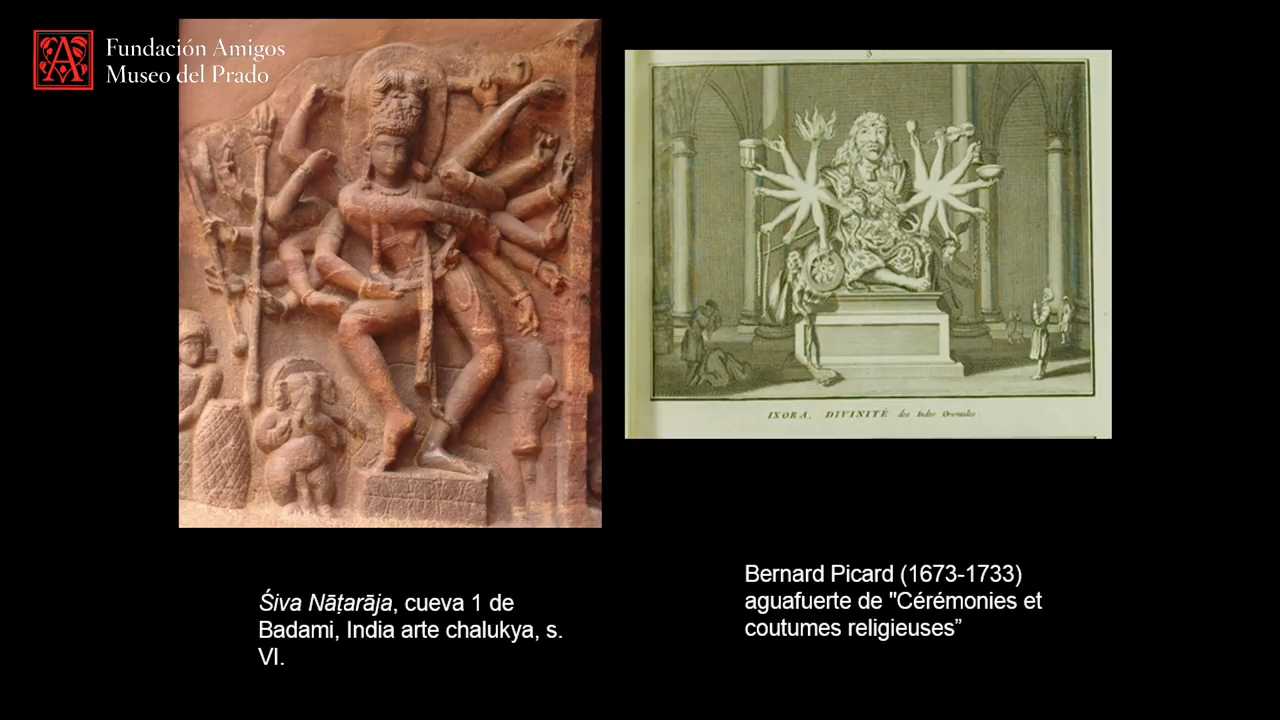 Fundación Amigos
Museo del Prado
3
IXORA, DIVINITÉ des Indes Orientales.
Śiva Nāṭarāja, cueva 1 de
Badami, India arte chalukya, s.
VI.
Bernard Picard (1673-1733)
aguafuerte de "Cérémonies et
coutumes religieuses”